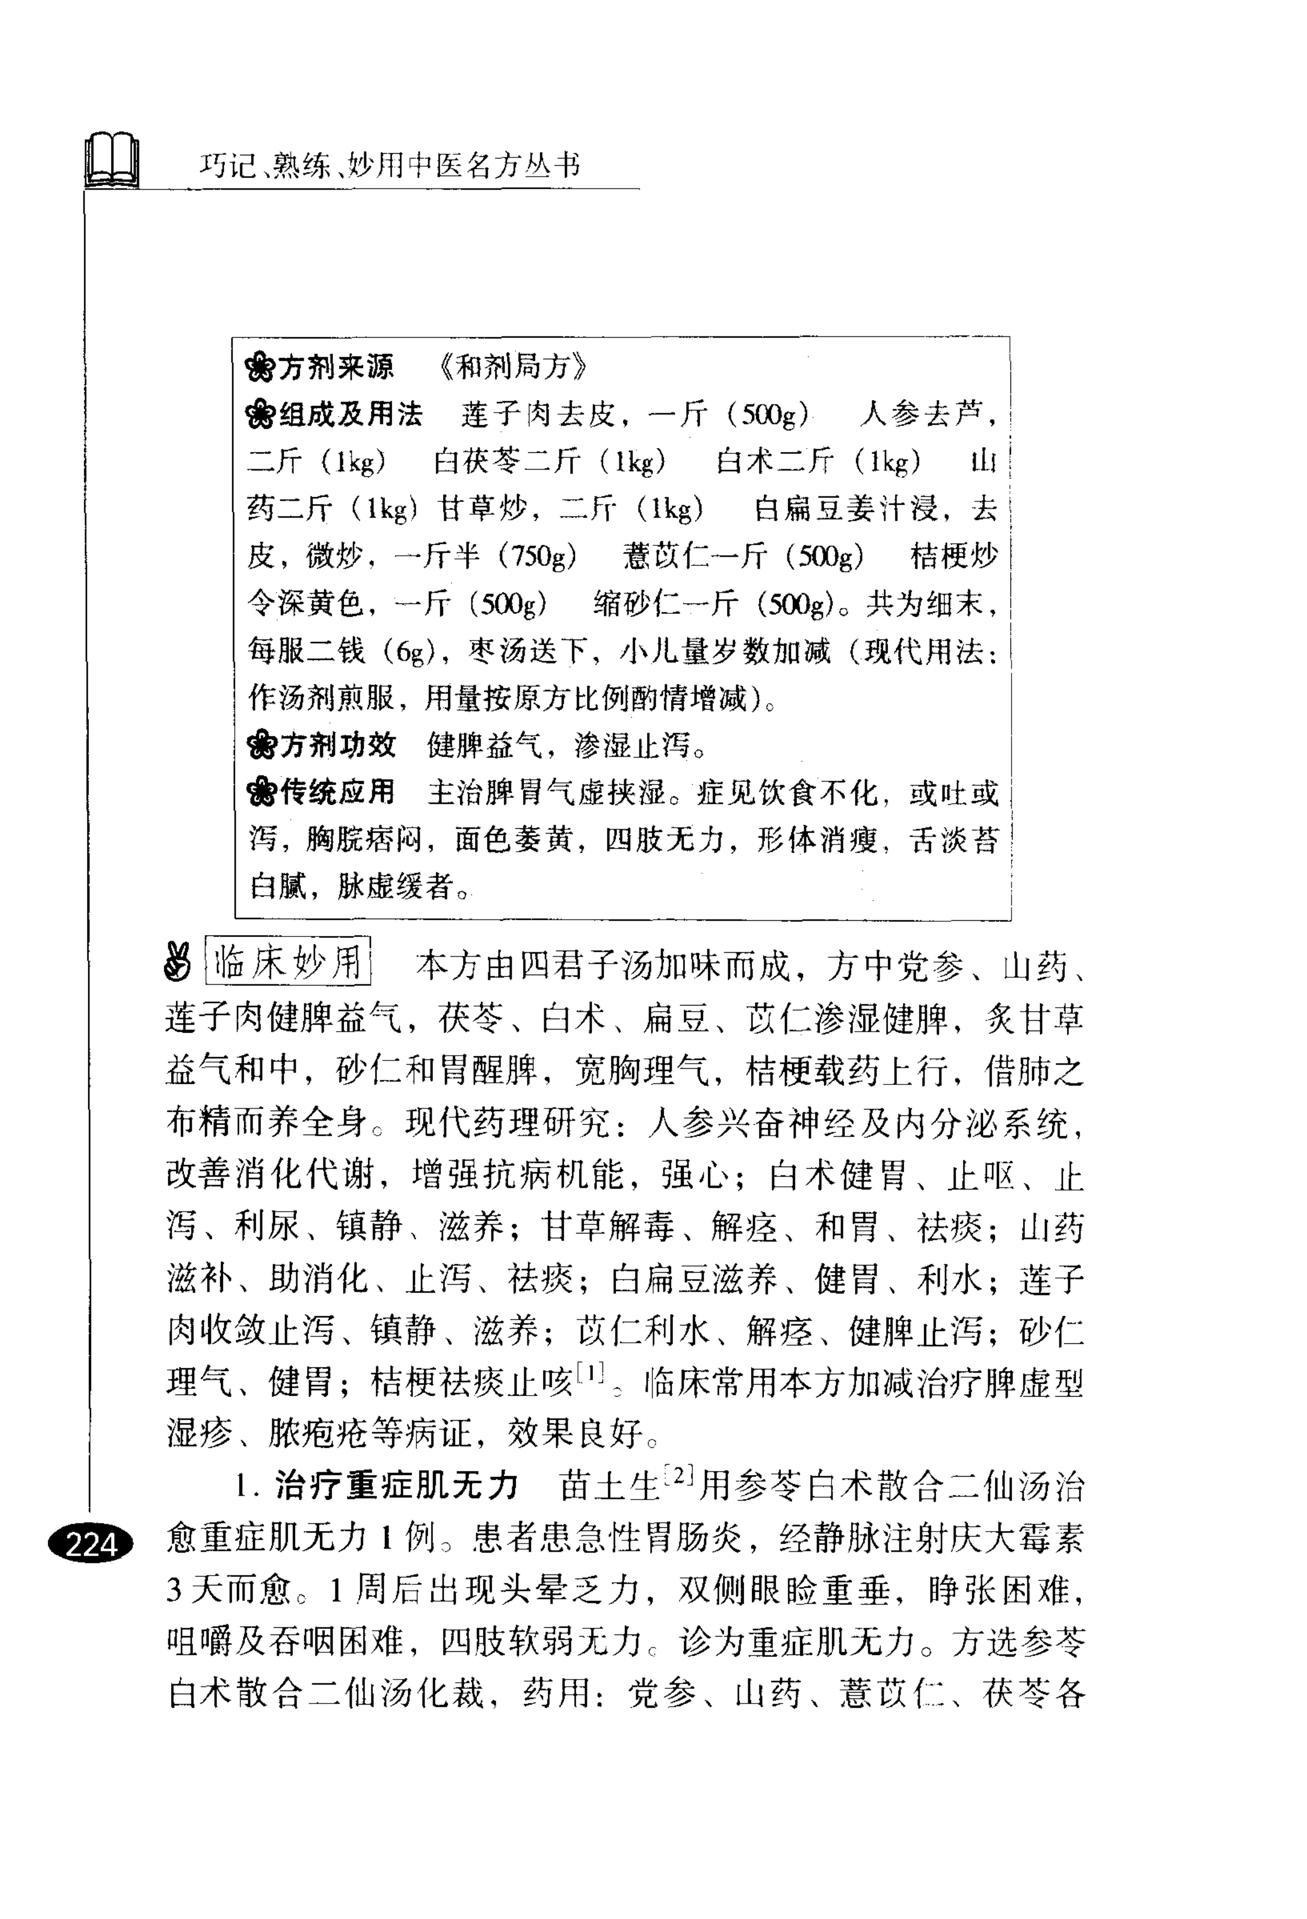 巧记、熟练、妙用中医名方丛书
方剂来源 《和剂局方》
组成及用法 莲子肉去皮，一斤（500g） 人参去芦，
二斤（1kg） 白茯苓二斤（1kg） 白术二斤（1kg） 山
药二斤（1kg）甘草炒，二斤（1kg） 白扁豆姜汁浸，去
皮，微炒，一斤半（750g） 薏苡仁一斤（500g） 桔梗炒
令深黄色，一斤（500g） 缩砂仁一斤（500g）。共为细末，
每服二钱（6g），枣汤送下，小儿量岁数加减（现代用法：
作汤剂煎服，用量按原方比例酌情增减）。
方剂功效 健脾益气，渗湿止泻。
传统应用 主治脾胃气虚挟湿。症见饮食不化，或吐或
泻，胸脘痞闷，面色萎黄，四肢无力，形体消瘦，舌淡苔
白腻，脉虚缓者。
临床妙用 本方由四君子汤加味而成，方中党参、山药、
莲子肉健脾益气，茯苓、白术、扁豆、苡仁渗湿健脾，炙甘草
益气和中，砂仁和胃醒脾，宽胸理气，桔梗载药上行，借肺之
布精而养全身。现代药理研究：人参兴奋神经及内分泌系统，
改善消化代谢，增强抗病机能，强心；白术健胃、止呕、止
泻、利尿、镇静、滋养；甘草解毒、解痉、和胃、祛痰；山药
滋补、助消化、止泻、祛痰；白扁豆滋养、健胃、利水；莲子
肉收敛止泻、镇静、滋养；苡仁利水、解痉、健脾止泻；砂仁
理气、健胃；桔梗祛痰止咳[1]。临床常用本方加减治疗脾虚型
湿疹、脓疱疮等病证，效果良好。
1. 治疗重症肌无力 苗土生[2]用参苓白术散合二仙汤治
愈重症肌无力1例。患者患急性胃肠炎，经静脉注射庆大霉素
3天而愈。1周后出现头晕乏力，双侧眼睑重垂，睁张困难，
咀嚼及吞咽困难，四肢软弱无力。诊为重症肌无力。方选参苓
白术散合二仙汤化裁，药用：党参、山药、薏苡仁、茯苓各
224